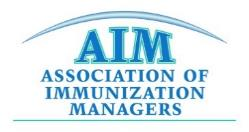 AIM
ASSOCIATION OF
IMMUNIZATION
MANAGERS